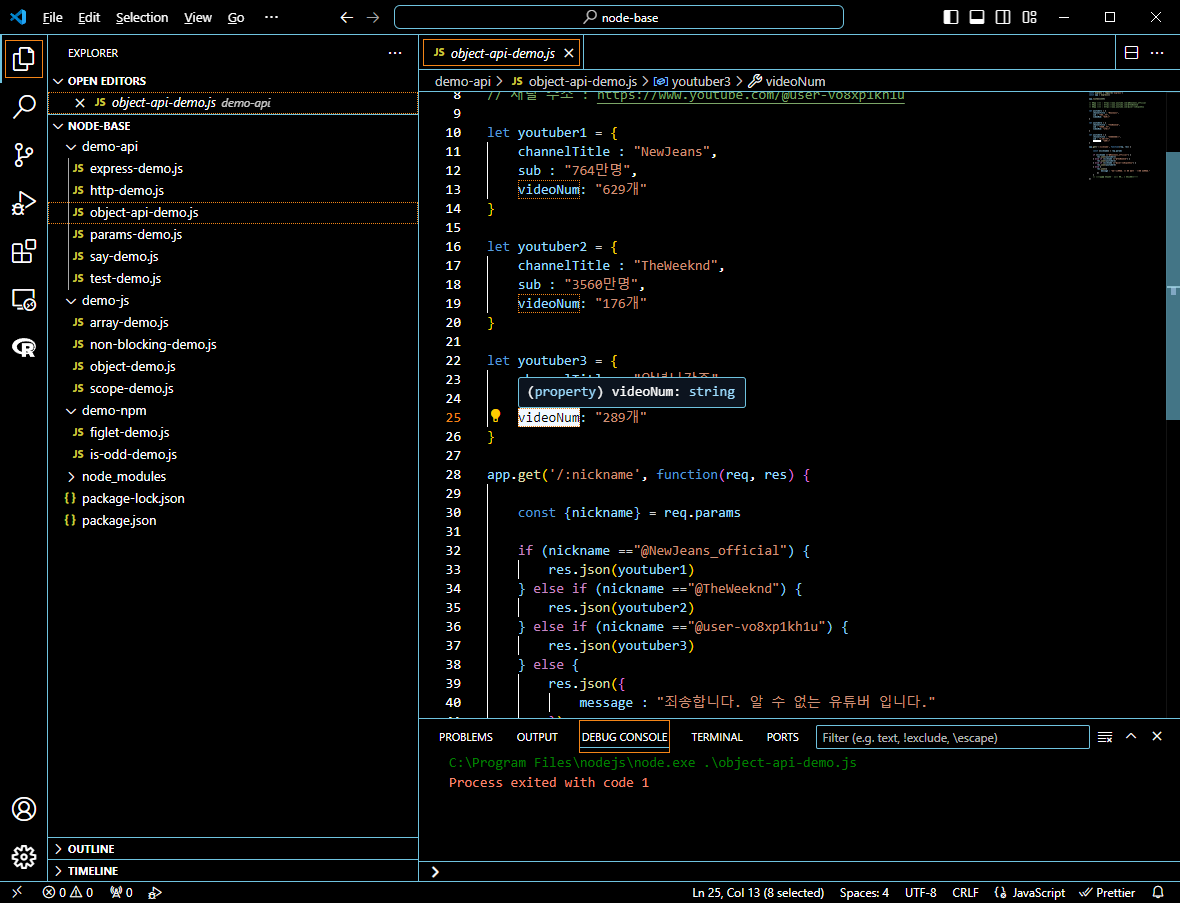 File Edit Selection View Go ··· node-base
EXPLORER ···
OPEN EDITORS
JS object-api-demo.js demo-api
NODE-BASE
demo-api
JS express-demo.js
JS http-demo.js
JS object-api-demo.js
JS params-demo.js
JS say-demo.js
JS test-demo.js
demo-js
JS array-demo.js
JS non-blocking-demo.js
JS object-demo.js
JS scope-demo.js
demo-npm
JS figlet-demo.js
JS is-odd-demo.js
node_modules
{} package-lock.json
{} package.json
OUTLINE
TIMELINE
JS object-api-demo.js
demo-api > JS object-api-demo.js > youtuber3 > videoNum
8 // 채널 주소 : https://www.youtube.com/@user-vo8xp1kh1u
9
10 let youtuber1 = {
11 channelTitle : "NewJeans",
12 sub : "764만명",
13 videoNum: "629개"
14 }
15
16 let youtuber2 = {
17 channelTitle : "TheWeeknd",
18 sub : "3560만명",
19 videoNum: "176개"
20 }
21
22 let youtuber3 = {
23
(property) videoNum: string
24
25 videoNum: "289개"
26 }
27
28 app.get('/:nickname', function(req, res) {
29
30 const {nickname} = req.params
31
32 if (nickname =="@NewJeans_official") {
33 res.json(youtuber1)
34 } else if (nickname =="@TheWeeknd") {
35 res.json(youtuber2)
36 } else if (nickname =="@user-vo8xp1kh1u") {
37 res.json(youtuber3)
38 } else {
39 res.json({
40 message : "죄송합니다. 알 수 없는 유튜버 입니다."
PROBLEMS OUTPUT DEBUG CONSOLE TERMINAL PORTS Filter (e.g. text, !exclude, \escape)
C:\Program Files\nodejs\node.exe .\object-api-demo.js
Process exited with code 1
0 0 0 Ln 25, Col 13 (8 selected) Spaces: 4 UTF-8 CRLF {} JavaScript Prettier